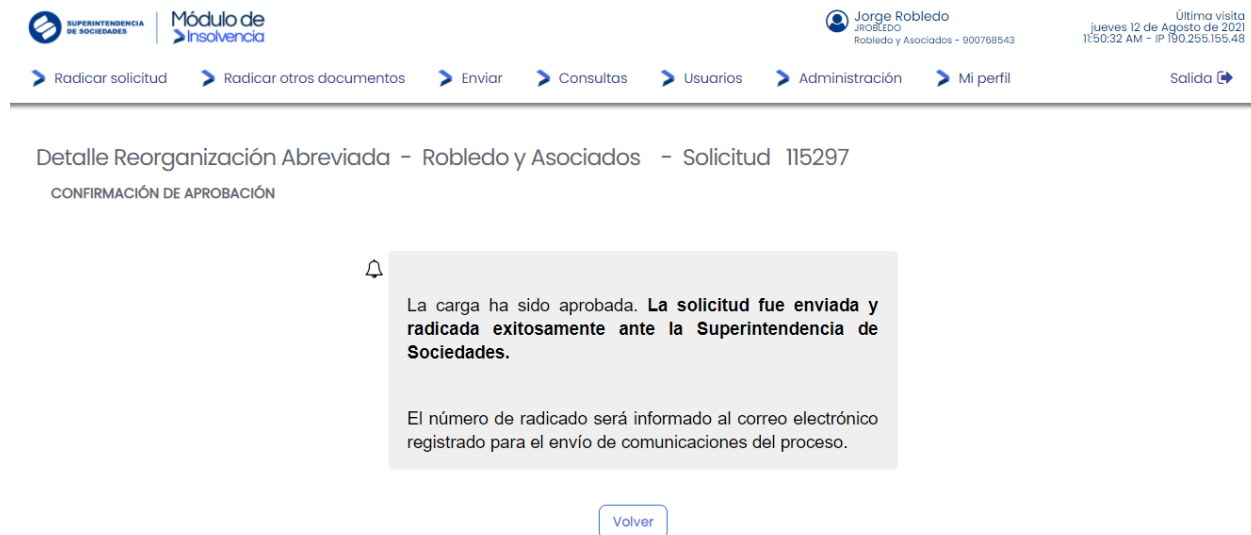 SUPERINTENDENCIA
DE SOCIEDADES
Módulo de
Insolvencia
Jorge Robledo
JROBLEDO
Robledo y Asociados - 900768543
Última visita
jueves 12 de Agosto de 2021
11:50:32 AM - IP 190.255.155.48
Radicar solicitud Radicar otros documentos Enviar Consultas Usuarios Administración Mi perfil Salida
Detalle Reorganización Abreviada - Robledo y Asociados - Solicitud 115297
CONFIRMACIÓN DE APROBACIÓN
La carga ha sido aprobada. La solicitud fue enviada y
radicada exitosamente ante la Superintendencia de
Sociedades.
El número de radicado será informado al correo electrónico
registrado para el envío de comunicaciones del proceso.
Volver